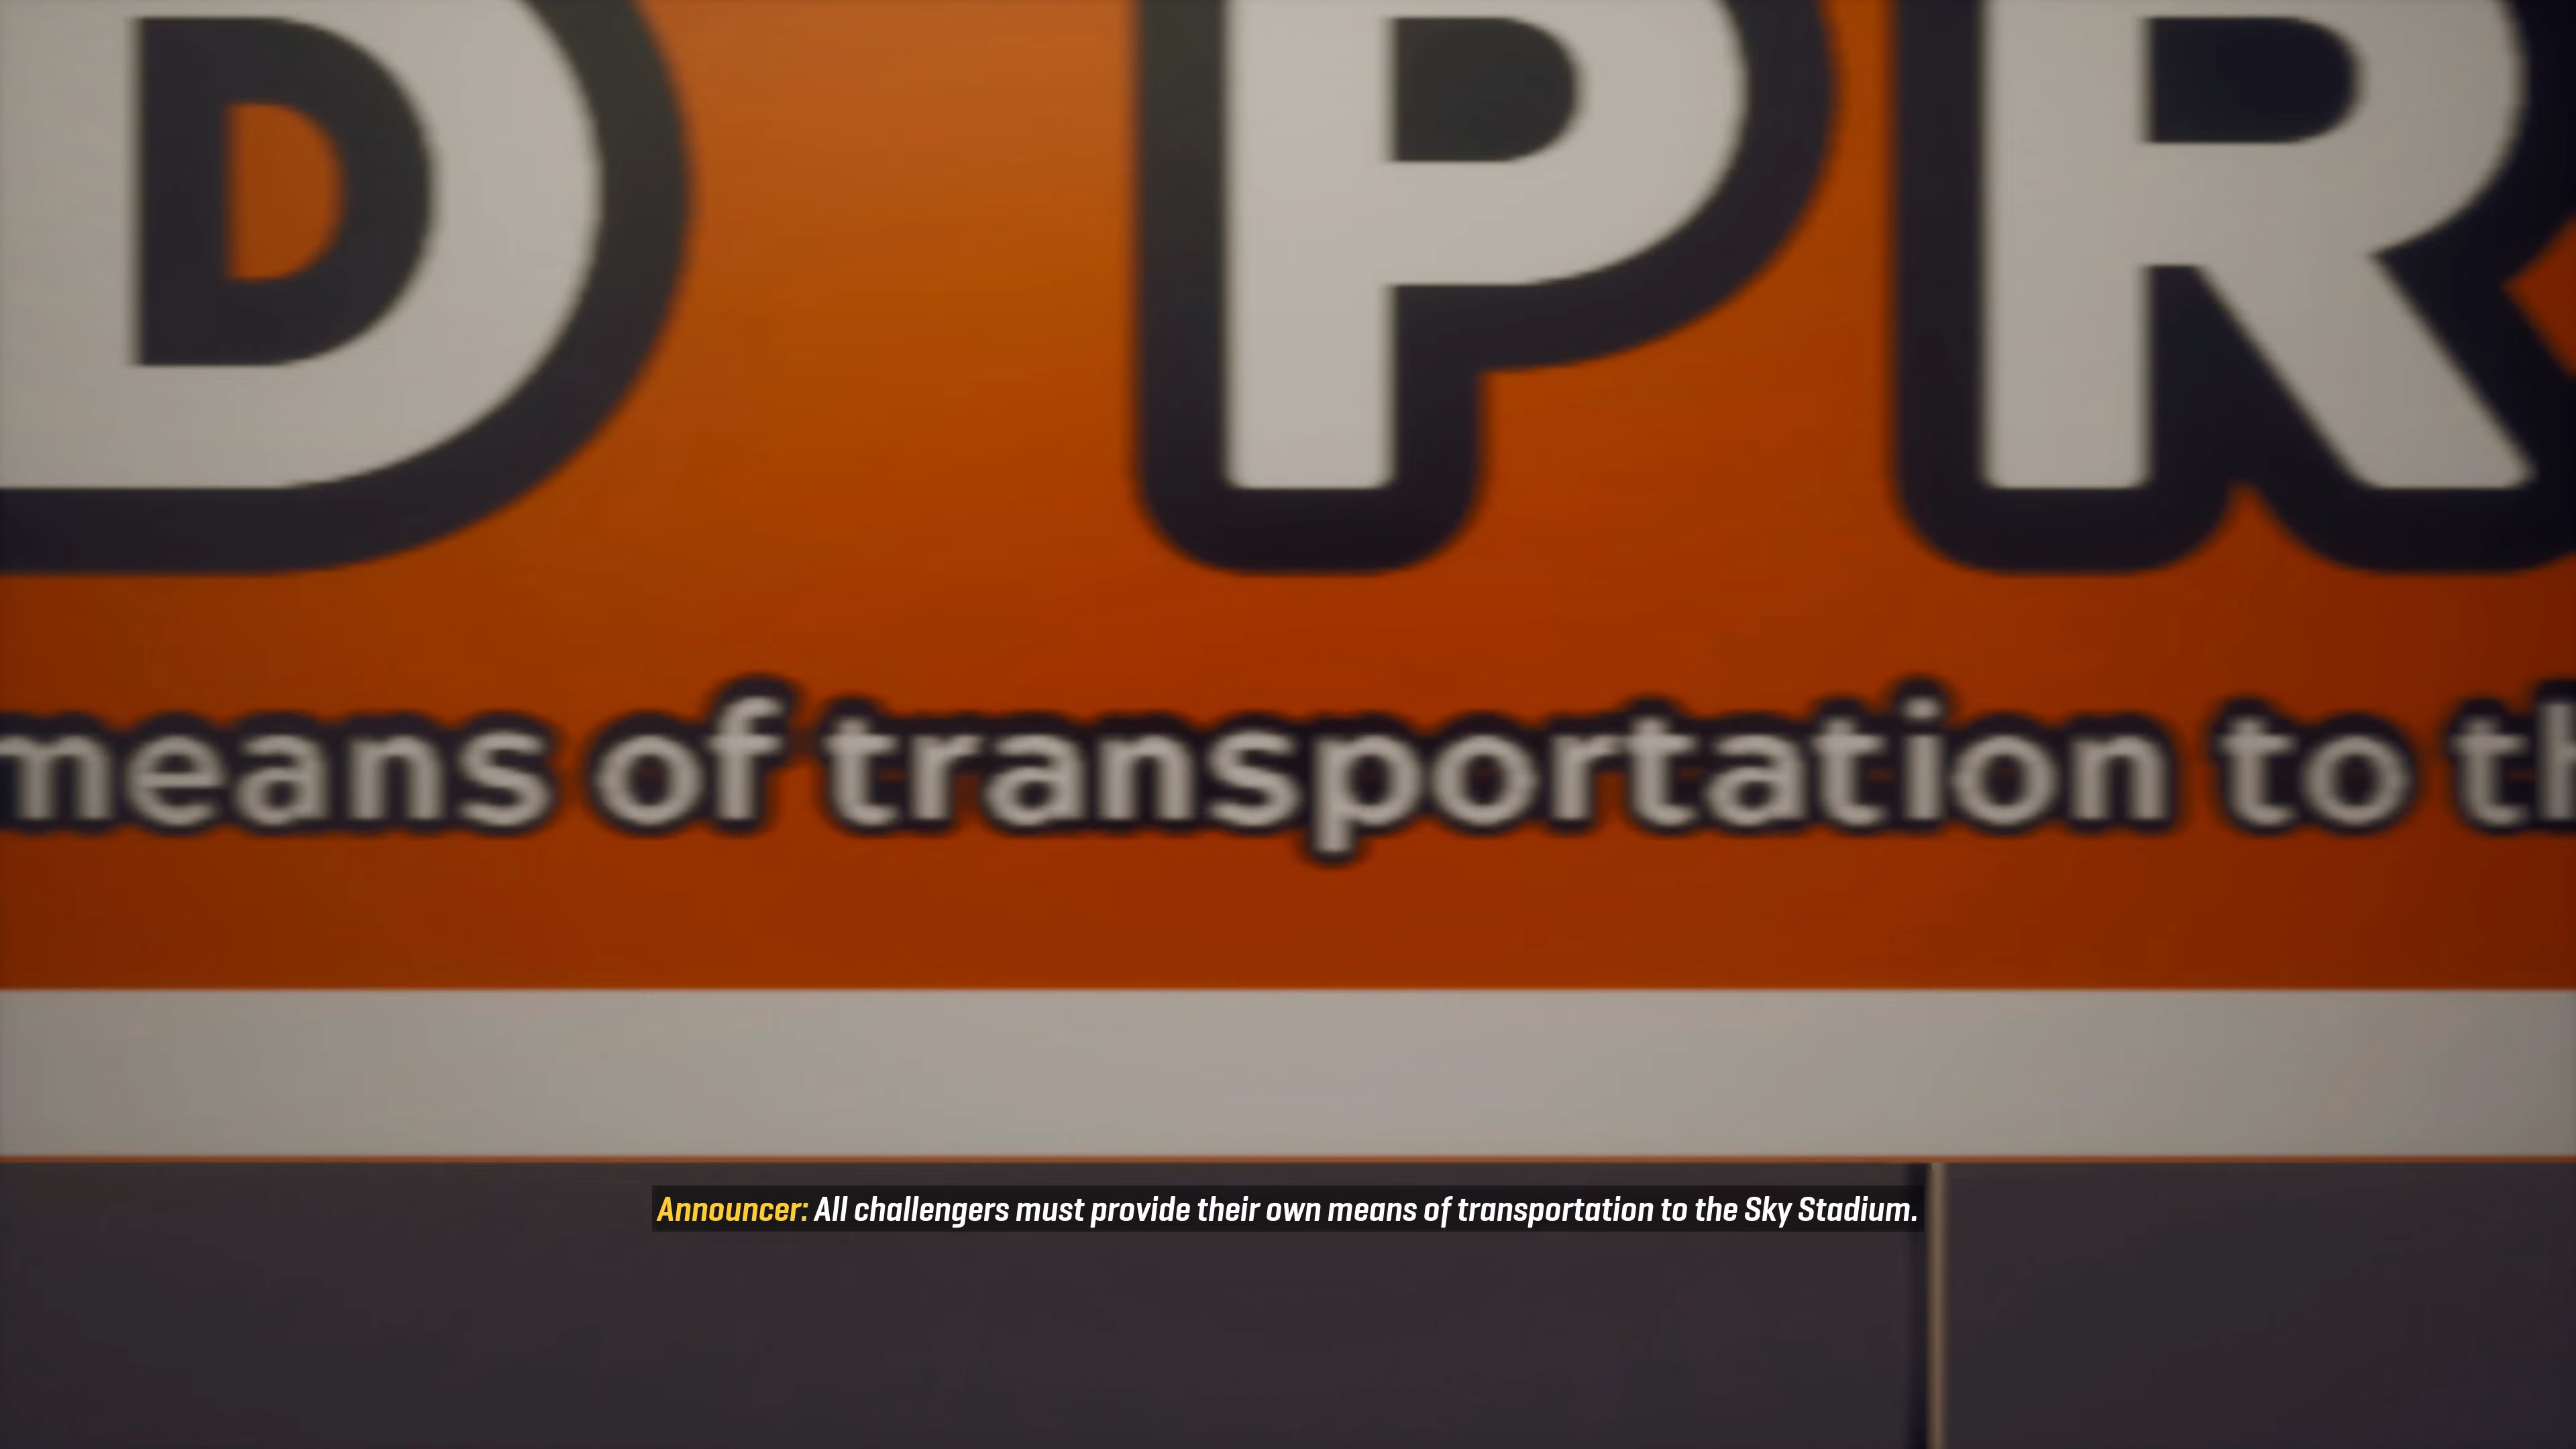 D PR
means of transportation to th
Announcer: All challengers must provide their own means of transportation to the Sky Stadium.